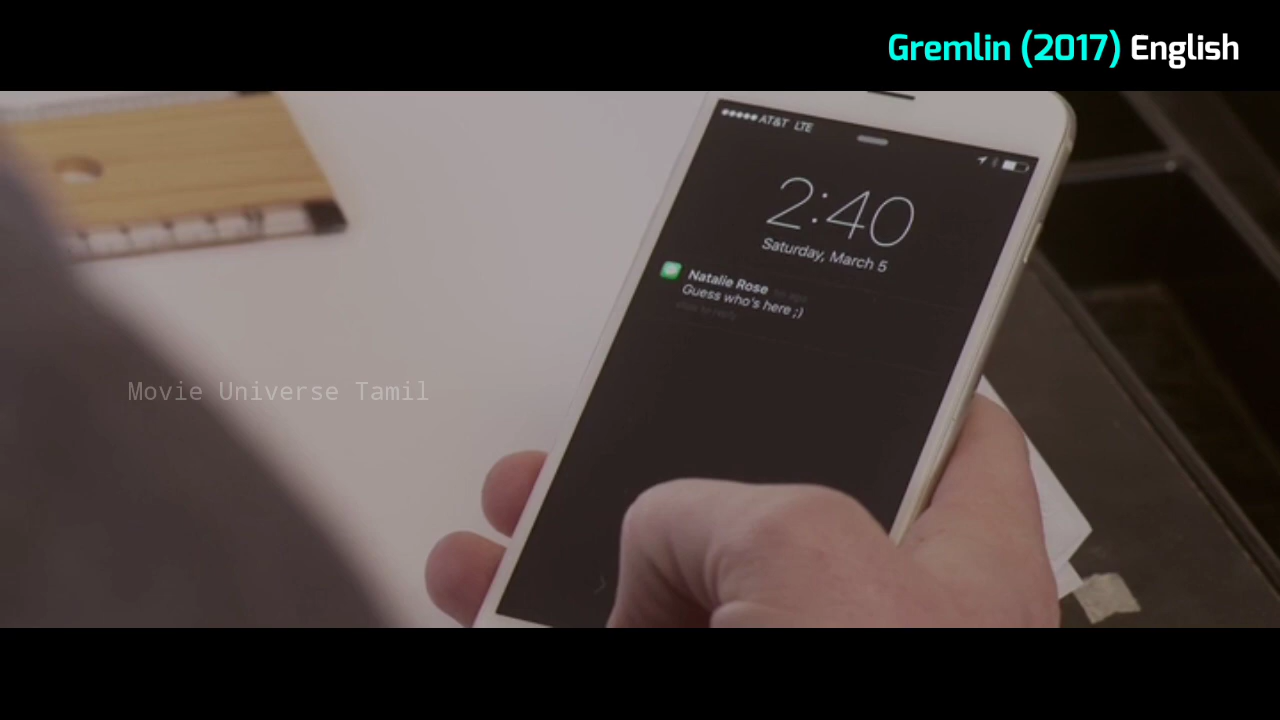 Gremlin (2017) English
AT&T LTE
2:40
Saturday, March 5
Natalie Rose
Guess who's here ;)
Movie Universe Tamil